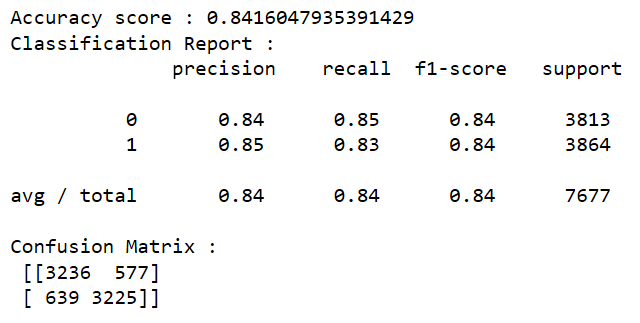 Accuracy score : 0.8416047935391429
Classification Report :
precision recall f1-score support
0 0.84 0.85 0.84 3813
1 0.85 0.83 0.84 3864
avg / total 0.84 0.84 0.84 7677
Confusion Matrix :
[[3236 577]
[ 639 3225]]